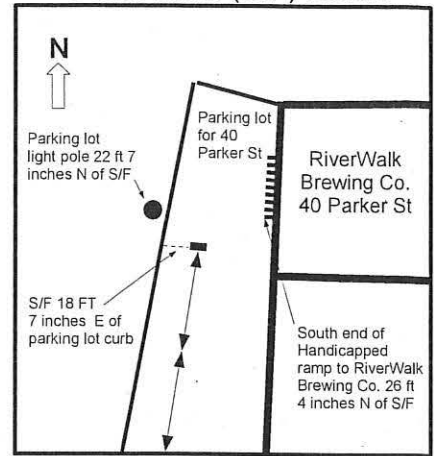 N
Parking lot
light pole 22 ft 7
inches N of S/F
Parking lot
for 40
Parker St
RiverWalk
Brewing Co.
40 Parker St
S/F 18 FT
7 inches E of
parking lot curb
South end of
Handicapped
ramp to RiverWalk
Brewing Co. 26 ft
4 inches N of S/F